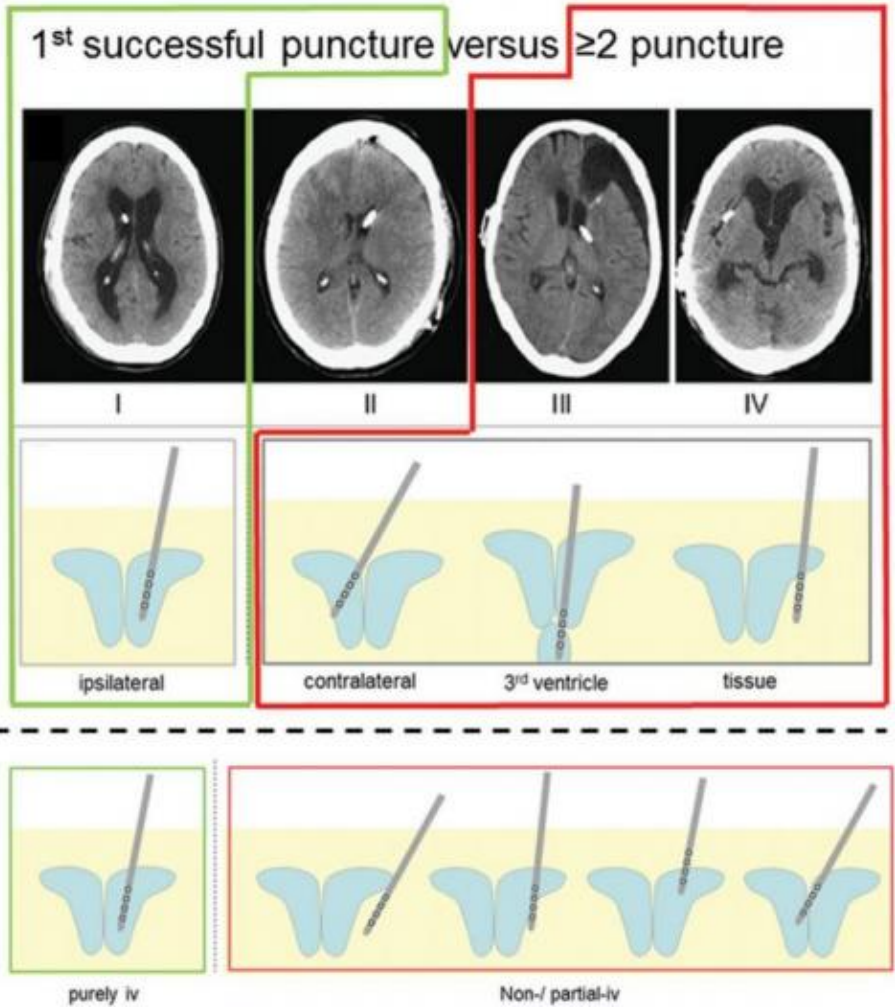 1st successful puncture versus ≥2 puncture
I II III IV
ipsilateral contralateral 3rd ventricle tissue
purely iv Non-/ partial-iv